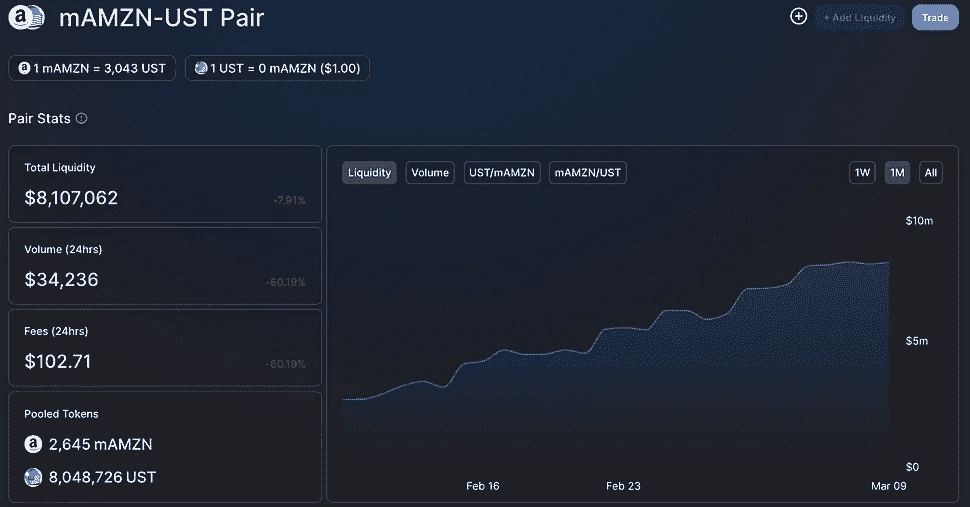 mAMZN-UST Pair
+ Add Liquidity
Trade
1 mAMZN = 3,043 UST
1 UST = 0 mAMZN ($1.00)
Pair Stats
Total Liquidity
$8,107,062
-7.91%
Volume (24hrs)
$34,236
-60.19%
Fees (24hrs)
$102.71
-60.19%
Pooled Tokens
2,645 mAMZN
8,048,726 UST
Liquidity
Volume
UST/mAMZN
mAMZN/UST
1W
1M
All
$10m
$5m
$0
Feb 16
Feb 23
Mar 09